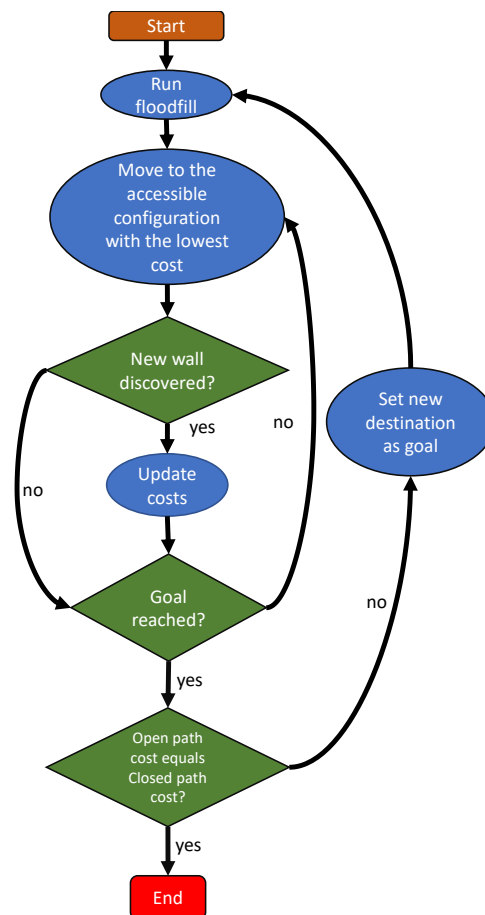 Start
Run
floodfill
Move to the
accessible
configuration
with the lowest
cost
New wall
discovered?
yes
no
Set new
destination
as goal
Update
costs
no
Goal
reached?
no
yes
Open path
cost equals
Closed path
cost?
yes
End